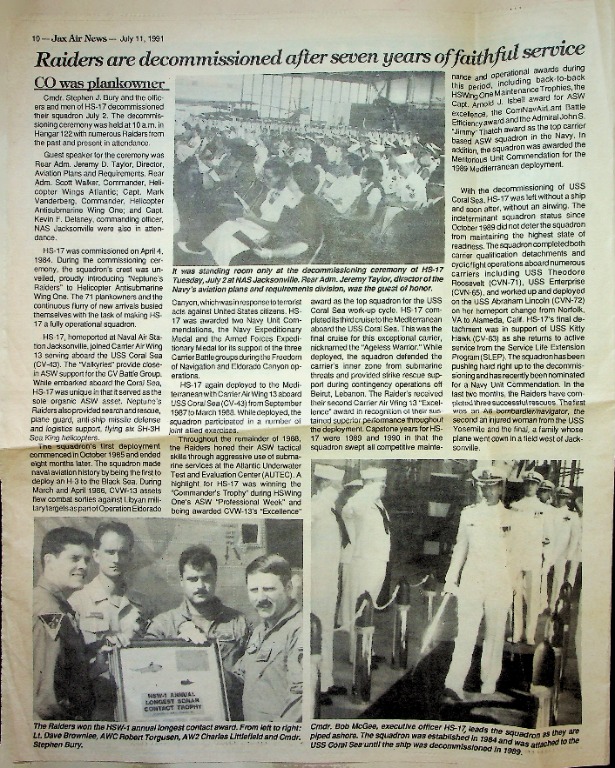 10 — Jax Air News — July 11, 1991
Raiders are decommissioned after seven years of faithful service
CO was plankowner
Cmdr. Stephen J. Bury and the offic-
ers and men of HS-17 decommissioned
their squadron July 2. The decommis-
sioning ceremony was held at 10 a.m. in
Hangar 122 with numerous Raiders from
the past and present in attendance.
Guest speaker for the ceremony was
Rear Adm. Jeremy D. Taylor, Director,
Aviation Plans and Requirements. Rear
Adm. Scott Walker, Commander, Heli-
copter Wings Atlantic; Capt. Mark
Vanderberg, Commander, Helicopter
Antisubmarine Wing One; and Capt.
Kevin F. Delaney, commanding officer,
NAS Jacksonville were also in atten-
dance.
HS-17 was commissioned on April 4,
1984. During the commissioning cer-
emony, the squadron's crest was un-
veiled, proudly introducing "Neptune's
Raiders" to Helicopter Antisubmarine
Wing One. The 71 plankowners and the
continuous flurry of new arrivals busied
themselves with the task of making HS-
17 a fully operational squadron.
HS-17, homeported at Naval Air Sta-
tion Jacksonville, joined Carrier Air Wing
13 serving aboard the USS Coral Sea
(CV-43). The "Valkyries" provide close-
in ASW support for the CV Battle Group.
While embarked aboard the Coral Sea,
HS-17 was unique in that it served as the
sole organic ASW asset. Neptune's
Raiders also provided search and rescue,
plane guard, anti-ship missile defense
and logistics support, flying six SH-3H
Sea King helicopters.
The squadron's first deployment
commenced in October 1985 and ended
eight months later. The squadron made
naval aviation history by being the first to
deploy an H-3 to the Black Sea. During
March and April 1986, CVW-13 assets
flew combat sorties against Libyan mili-
tary targets as part of Operation Eldorado
It was standing room only at the decommissioning ceremony of HS-17
Tuesday, July 2 at NAS Jacksonville. Rear Adm. Jeremy Taylor, director of the
Navy's aviation plans and requirements division, was the guest of honor.
Canyon, which was in response to terrorist
acts against United States citizens. HS-
17 was awarded two Navy Unit Com-
mendations, the Navy Expeditionary
Medal and the Armed Forces Expedi-
tionary Medal for its support of the three
Carrier Battle groups during the Freedom
of Navigation and Eldorado Canyon op-
erations.
HS-17 again deployed to the Medi-
terranean with Carrier Air Wing 13 aboard
USS Coral Sea (CV-43) from September
1987 to March 1988. While deployed, the
squadron participated in a number of
joint allied exercises.
Throughout the remainder of 1988,
the Raiders honed their ASW tactical
skills through aggressive use of subma-
rine services at the Atlantic Underwater
Test and Evaluation Center (AUTEC). A
highlight for HS-17 was winning the
"Commander's Trophy" during HSWing
One's ASW "Professional Week" and
being awarded CVW-13's "Excellence"
award as the top squadron for the USS
Coral Sea work-up cycle. HS-17 com-
pleted its third cruise to the Mediterranean
aboard the USS Coral Sea. This was the
final cruise for this exceptional carrier,
nicknamed the "Ageless Warrior." While
deployed, the squadron defended the
carrier's inner zone from submarine
threats and provided strike rescue sup-
port during contingency operations off
Beirut, Lebanon. The Raider's received
their second Carrier Air Wing 13 "Excel-
lence" award in recognition of their sus-
tained superior performance throughout
the deployment. Capstone years for HS-
17 were 1989 and 1990 in that the
squadron swept all competitive mainte-
nance and operational awards during
this period, including back-to-back
HSWing One Maintenance Trophies, the
Capt. Arnold J. Isbell award for ASW
excellence, the ComNavAirLant Battle
Efficiency award and the Admiral John S.
"Jimmy" Thatch award as the top carrier
based ASW squadron in the Navy. In
addition, the squadron was awarded the
Meritorious Unit Commendation for the
1989 Mediterranean deployment.
With the decommissioning of USS
Coral Sea, HS-17 was left without a ship
and soon after, without an airwing. The
indeterminant squadron status since
October 1989 did not deter the squadron
from maintaining the highest state of
readiness. The squadron completed both
carrier qualification detachments and
cyclic flight operations aboard numerous
carriers including USS Theodore
Roosevelt (CVN-71), USS Enterprise
(CVN-65), and worked up and deployed
on the USS Abraham Lincoln (CVN-72)
on her homeport change from Norfolk,
VA to Alameda, Calif. HS-17's final de-
tachment was in support of USS Kitty
Hawk (CV-63) as she returns to active
service from the Service Life Extension
Program (SLEP). The squadron has been
pushing hard right up to the decommis-
sioning and has recently been nominated
for a Navy Unit Commendation. In the
last two months, the Raiders have com-
pleted three successful rescues. The first
was an A6 bombardier/navigator, the
second an injured woman from the USS
Yosemite and the final, a family whose
plane went down in a field west of Jack-
sonville.
HSW-1 ANNUAL
LONGEST SONAR
CONTACT TROPHY
The Raiders won the HSW-1 annual longest contact award. From left to right:
Lt. Dave Brownlee, AWC Robert Torgusen, AW2 Charles Littlefield and Cmdr.
Stephen Bury.
Cmdr. Bob McGee, executive officer HS-17, leads the squadron as they are
piped ashore. The squadron was established in 1984 and was attached to the
USS Coral Sea until the ship was decommissioned in 1989.